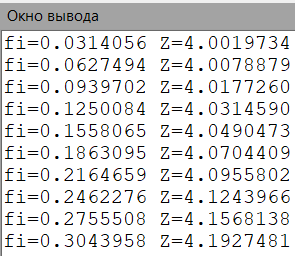 Окно вывода
fi=0.0314056 Z=4.0019734
fi=0.0627494 Z=4.0078879
fi=0.0939702 Z=4.0177260
fi=0.1250084 Z=4.0314590
fi=0.1558065 Z=4.0490473
fi=0.1863095 Z=4.0704409
fi=0.2164659 Z=4.0955802
fi=0.2462276 Z=4.1243966
fi=0.2755508 Z=4.1568138
fi=0.3043958 Z=4.1927481